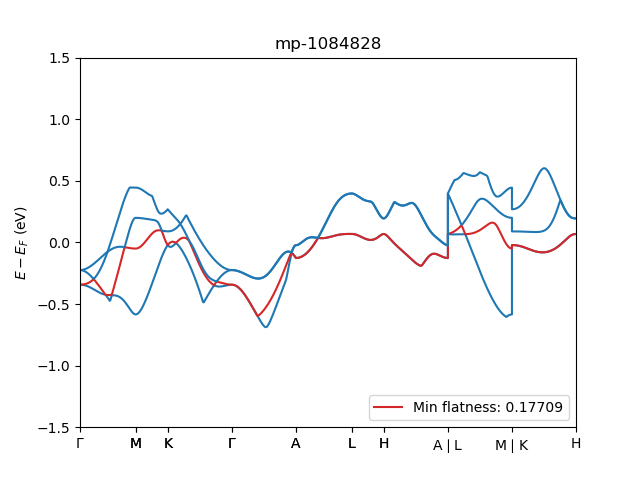 mp-1084828
1.5
1.0
0.5
0.0
−0.5
−1.0
−1.5
E − E_F (eV)
Min flatness: 0.17709
Γ M K Γ A L H A | L M | K H